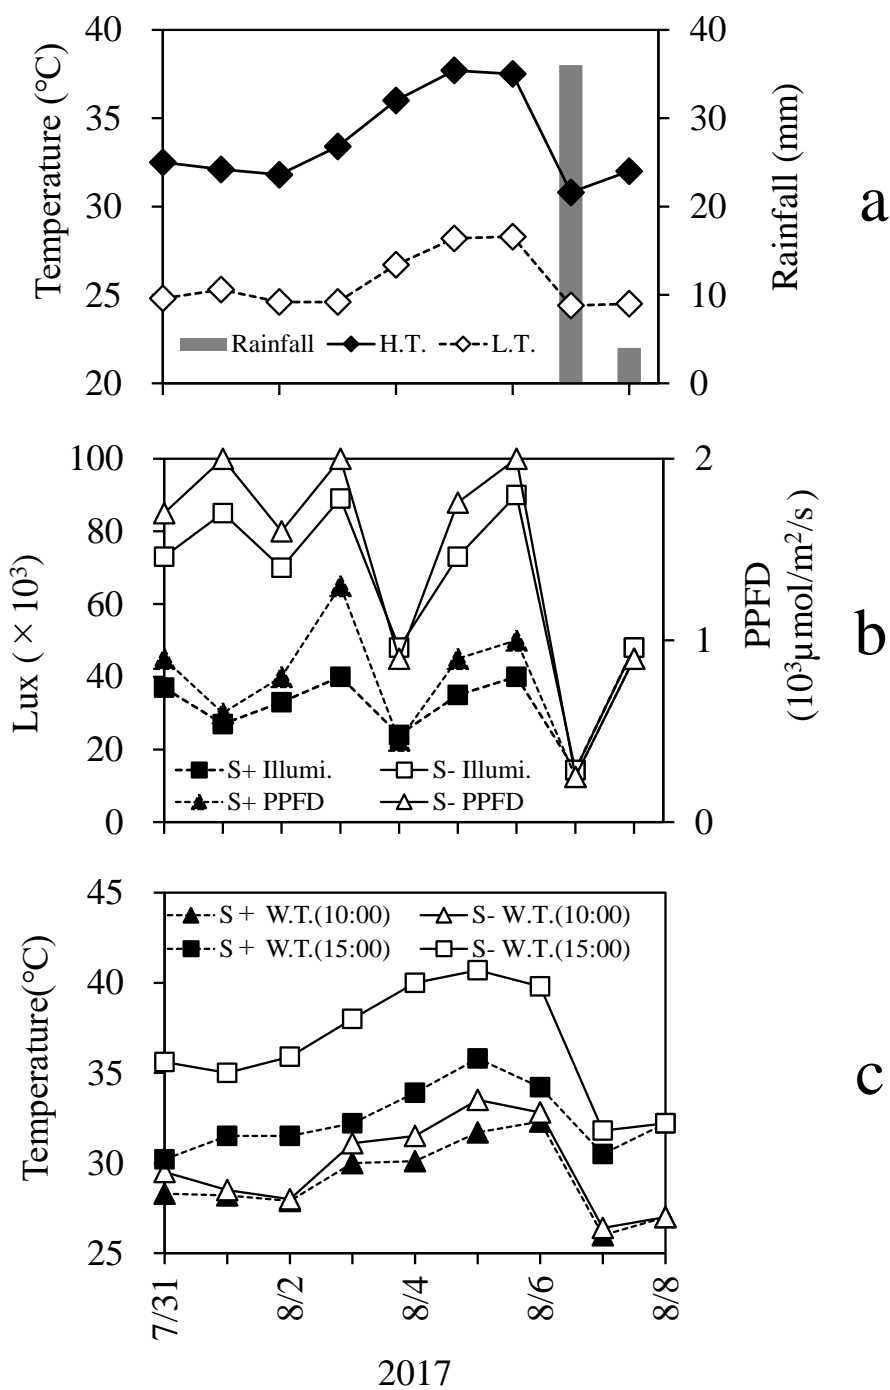 40
35
30
25
20
Temperature (°C)
40
30
20
10
0
Rainfall (mm)
Rainfall
H.T.
L.T.
a
100
80
60
40
20
0
Lux ( × 10³)
2
1
0
PPFD
(10³μmol/m²/s)
S+ Illumi.
S- Illumi.
S+ PPFD
S- PPFD
b
45
40
35
30
25
Temperature(°C)
S + W.T.(10:00)
S- W.T.(10:00)
S + W.T.(15:00)
S- W.T.(15:00)
c
7/31
8/2
8/4
8/6
8/8
2017